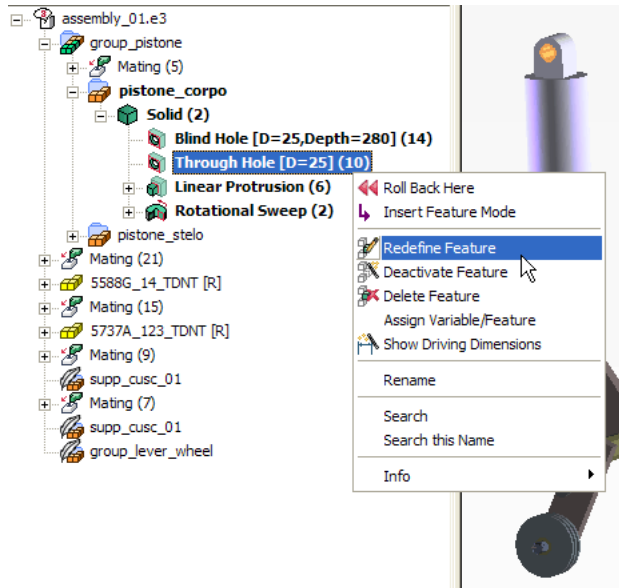 assembly_01.e3
group_pistone
Mating (5)
pistone_corpo
Solid (2)
Blind Hole [D=25,Depth=280] (14)
Through Hole [D=25] (10)
Linear Protrusion (6)
Rotational Sweep (2)
pistone_stelo
Mating (21)
5588G_14_TDNT [R]
Mating (15)
5737A_123_TDNT [R]
Mating (9)
supp_cusc_01
Mating (7)
supp_cusc_01
group_lever_wheel
Roll Back Here
Insert Feature Mode
Redefine Feature
Deactivate Feature
Delete Feature
Assign Variable/Feature
Show Driving Dimensions
Rename
Search
Search this Name
Info